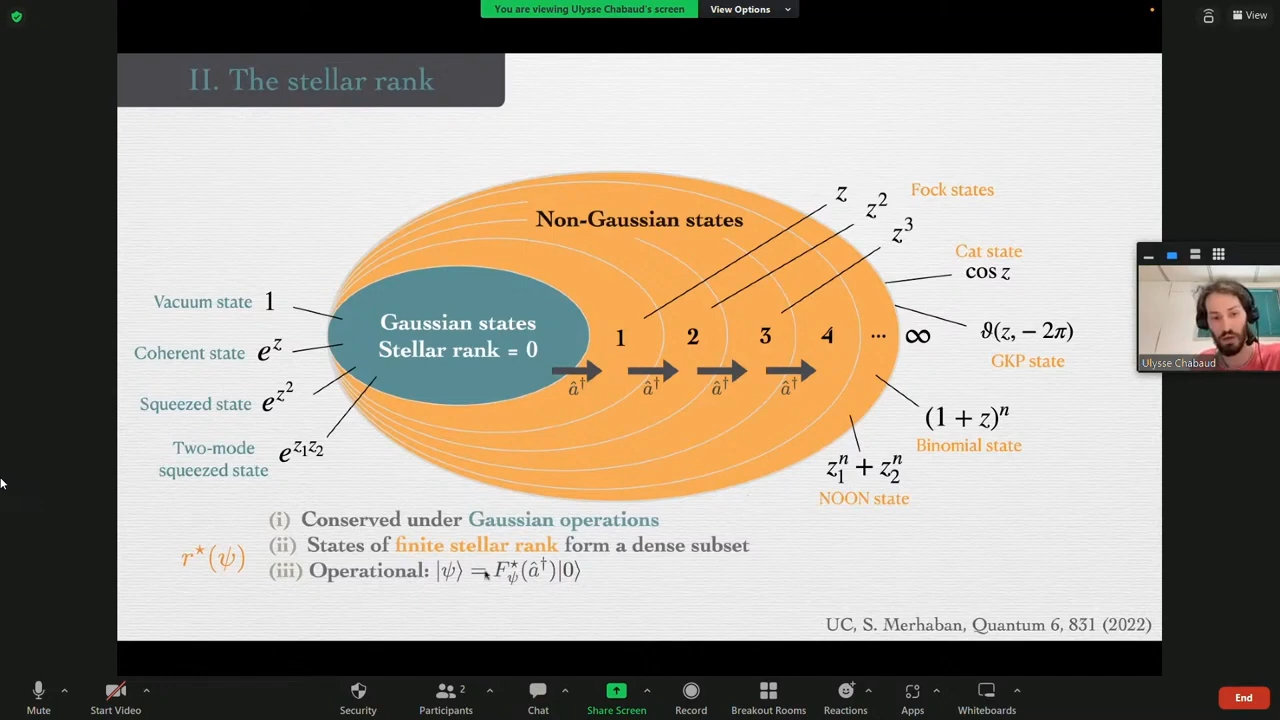 You are viewing Ulysse Chabaud's screen
View Options
View
II. The stellar rank
Non-Gaussian states
z
z²
z³
Fock states
Cat state
cos z
Vacuum state 1
Gaussian states
Stellar rank = 0
1 2 3 4 ··· ∞
ϑ(z, − 2π)
GKP state
Coherent state e^z
â† â† â† â†
Squeezed state e^{z²}
(1 + z)ⁿ
Binomial state
Two-mode
squeezed state
e^{z₁z₂}
z₁ⁿ + z₂ⁿ
NOON state
r*(ψ)
(i) Conserved under Gaussian operations
(ii) States of finite stellar rank form a dense subset
(iii) Operational: |ψ⟩ = F*_ψ(â†)|0⟩
UC, S. Merhaban, Quantum 6, 831 (2022)
Ulysse Chabaud
Mute
Start Video
Security
Participants
2
Chat
Share Screen
Record
Breakout Rooms
Reactions
Apps
Whiteboards
End